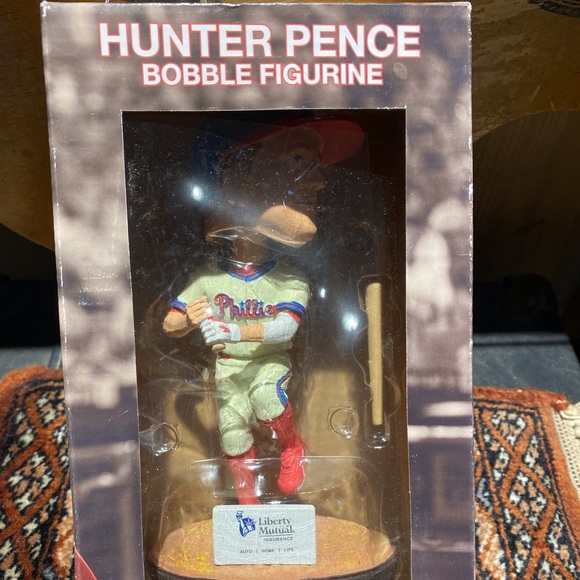 HUNTER PENCE
BOBBLE FIGURINE
Phillies
Liberty
Mutual.
INSURANCE
AUTO | HOME | LIFE